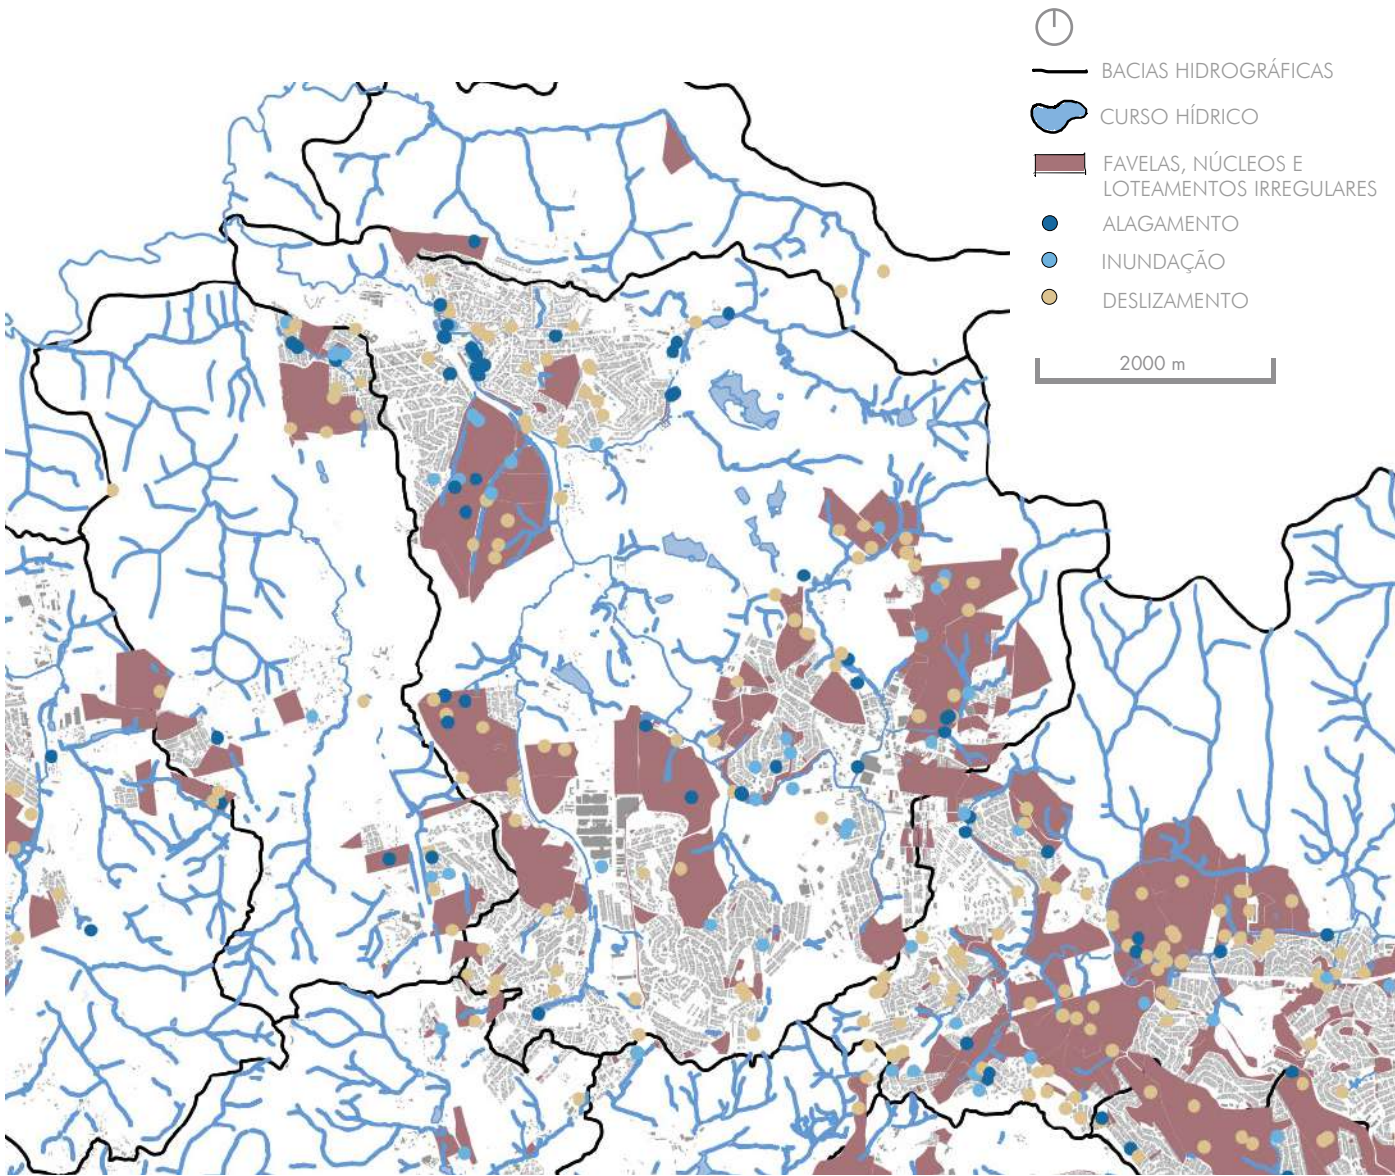 BACIAS HIDROGRÁFICAS
CURSO HÍDRICO
FAVELAS, NÚCLEOS E
LOTEAMENTOS IRREGULARES
ALAGAMENTO
INUNDAÇÃO
DESLIZAMENTO
2000 m